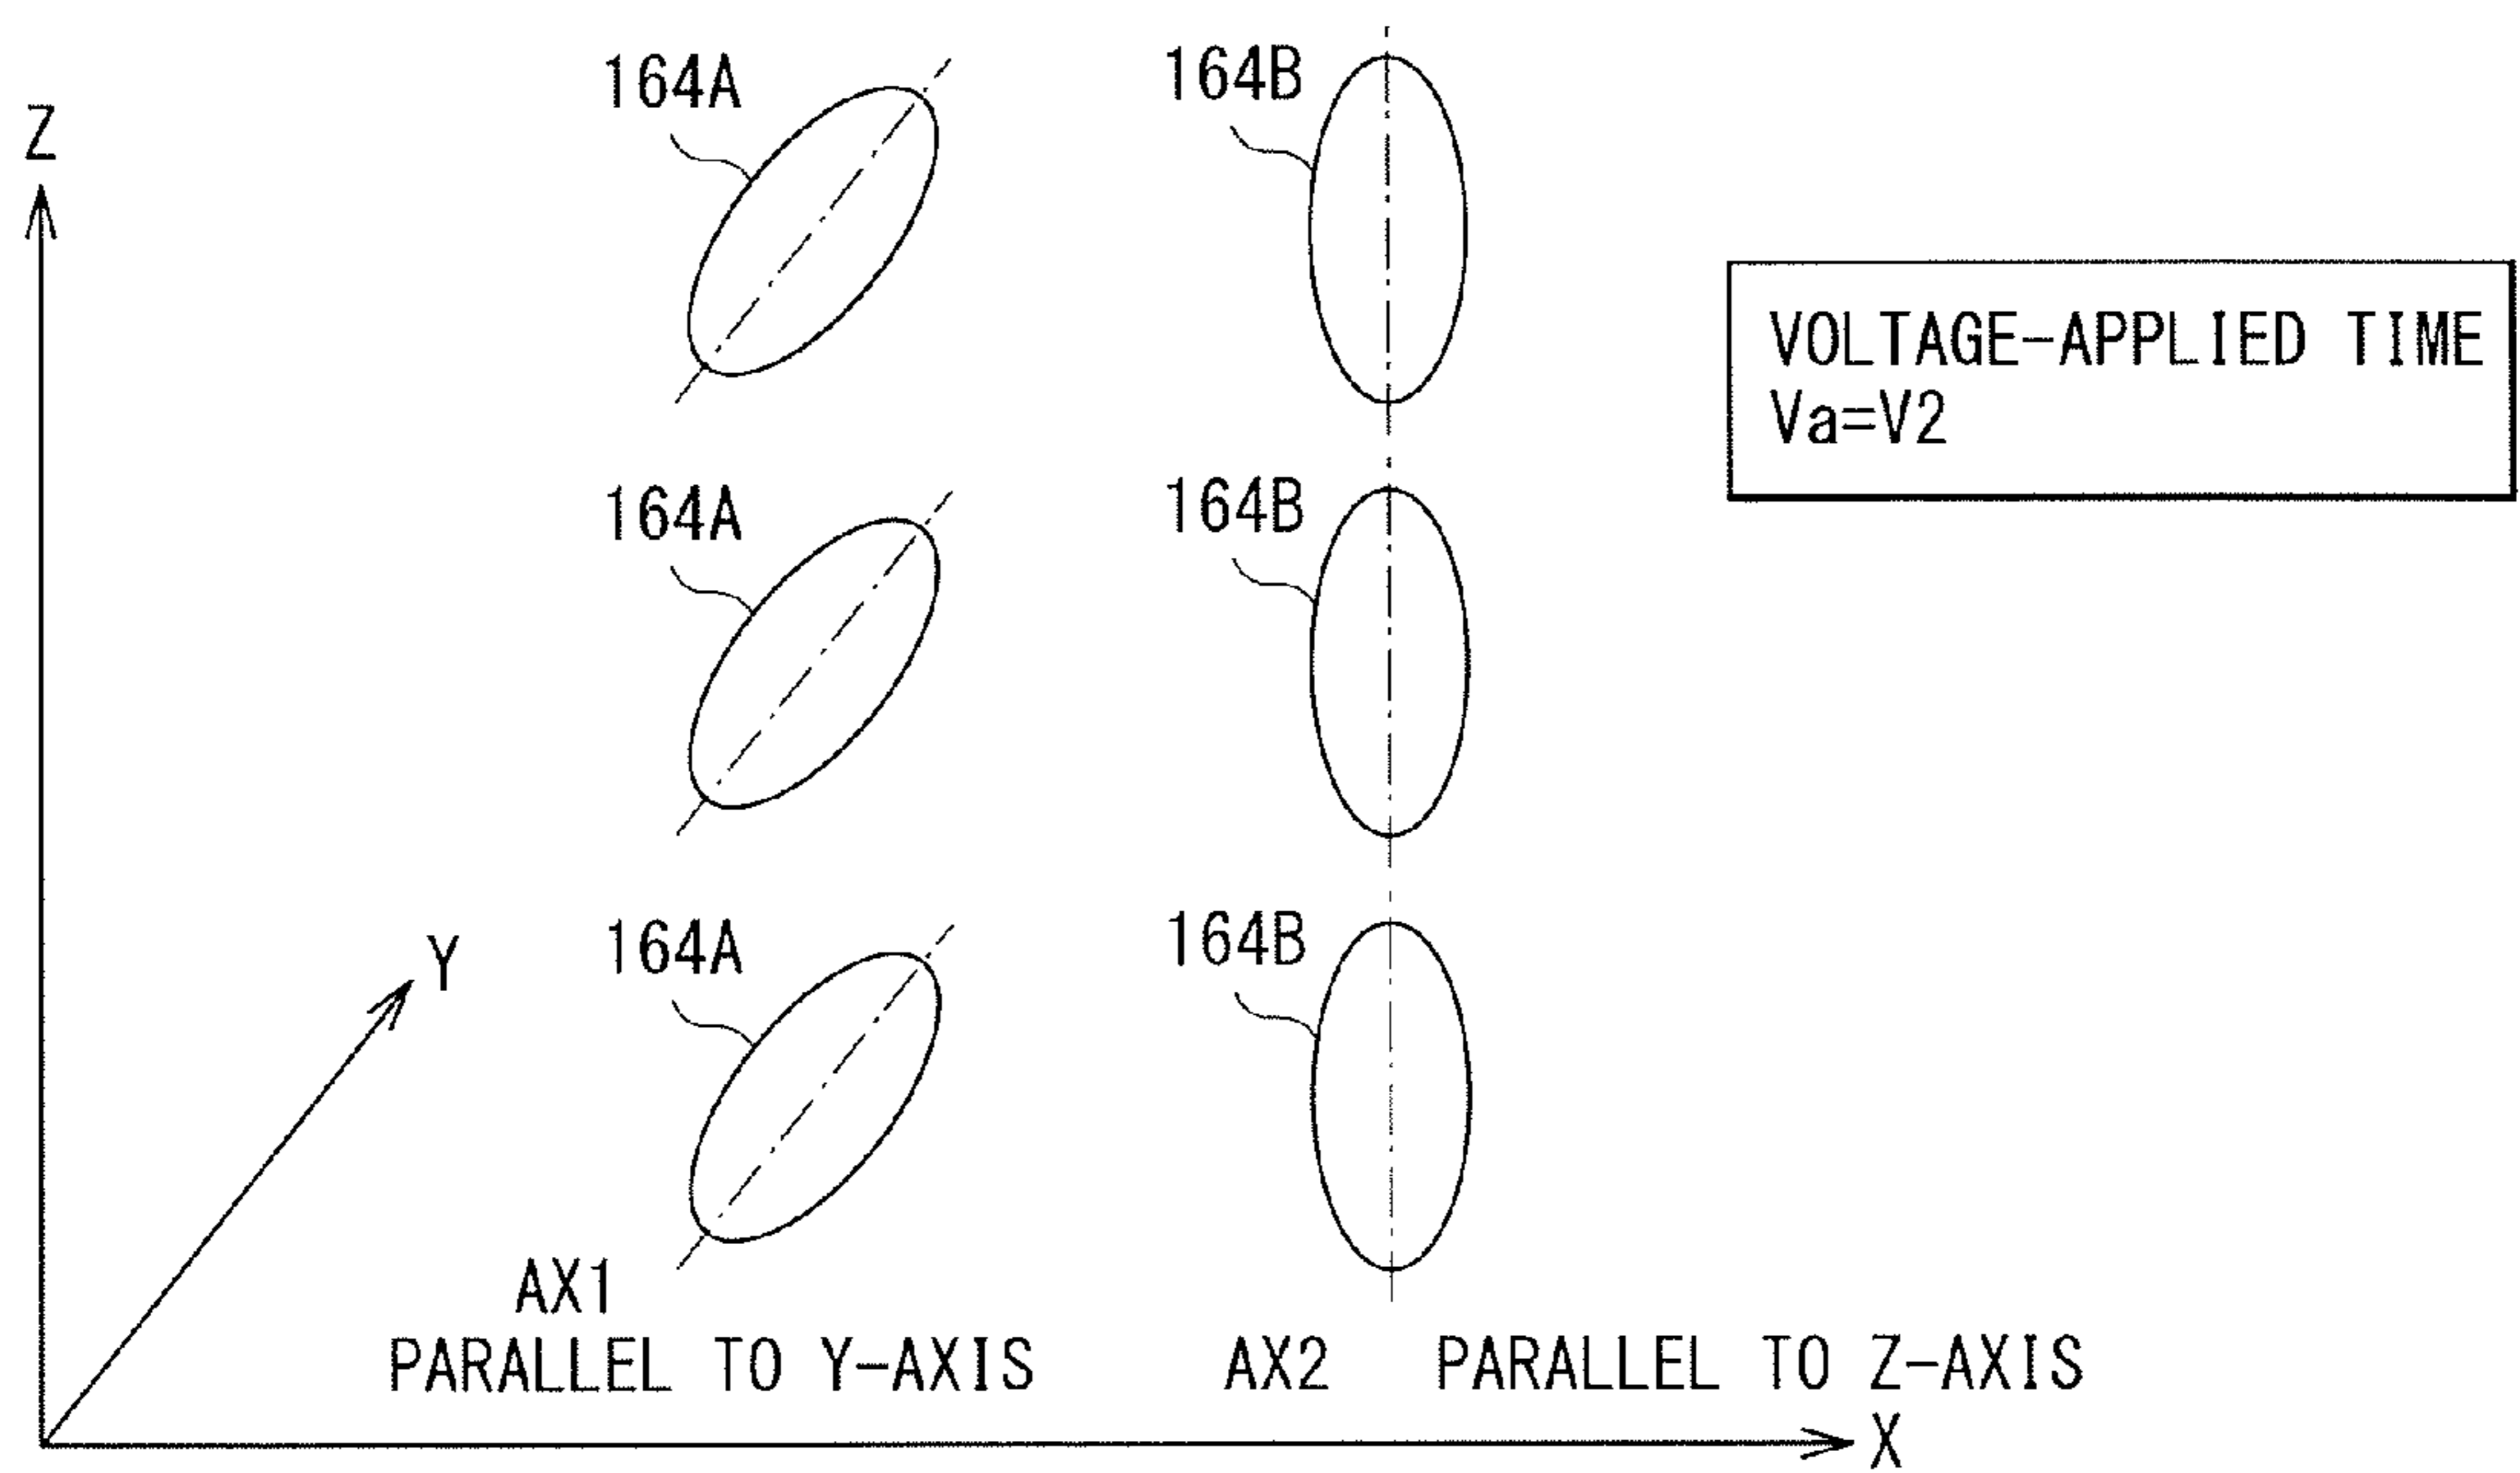 164A
164B
Z
VOLTAGE-APPLIED TIME
Va=V2
164A
164B
Y
164A
164B
AX1
PARALLEL TO Y-AXIS
AX2 PARALLEL TO Z-AXIS
X